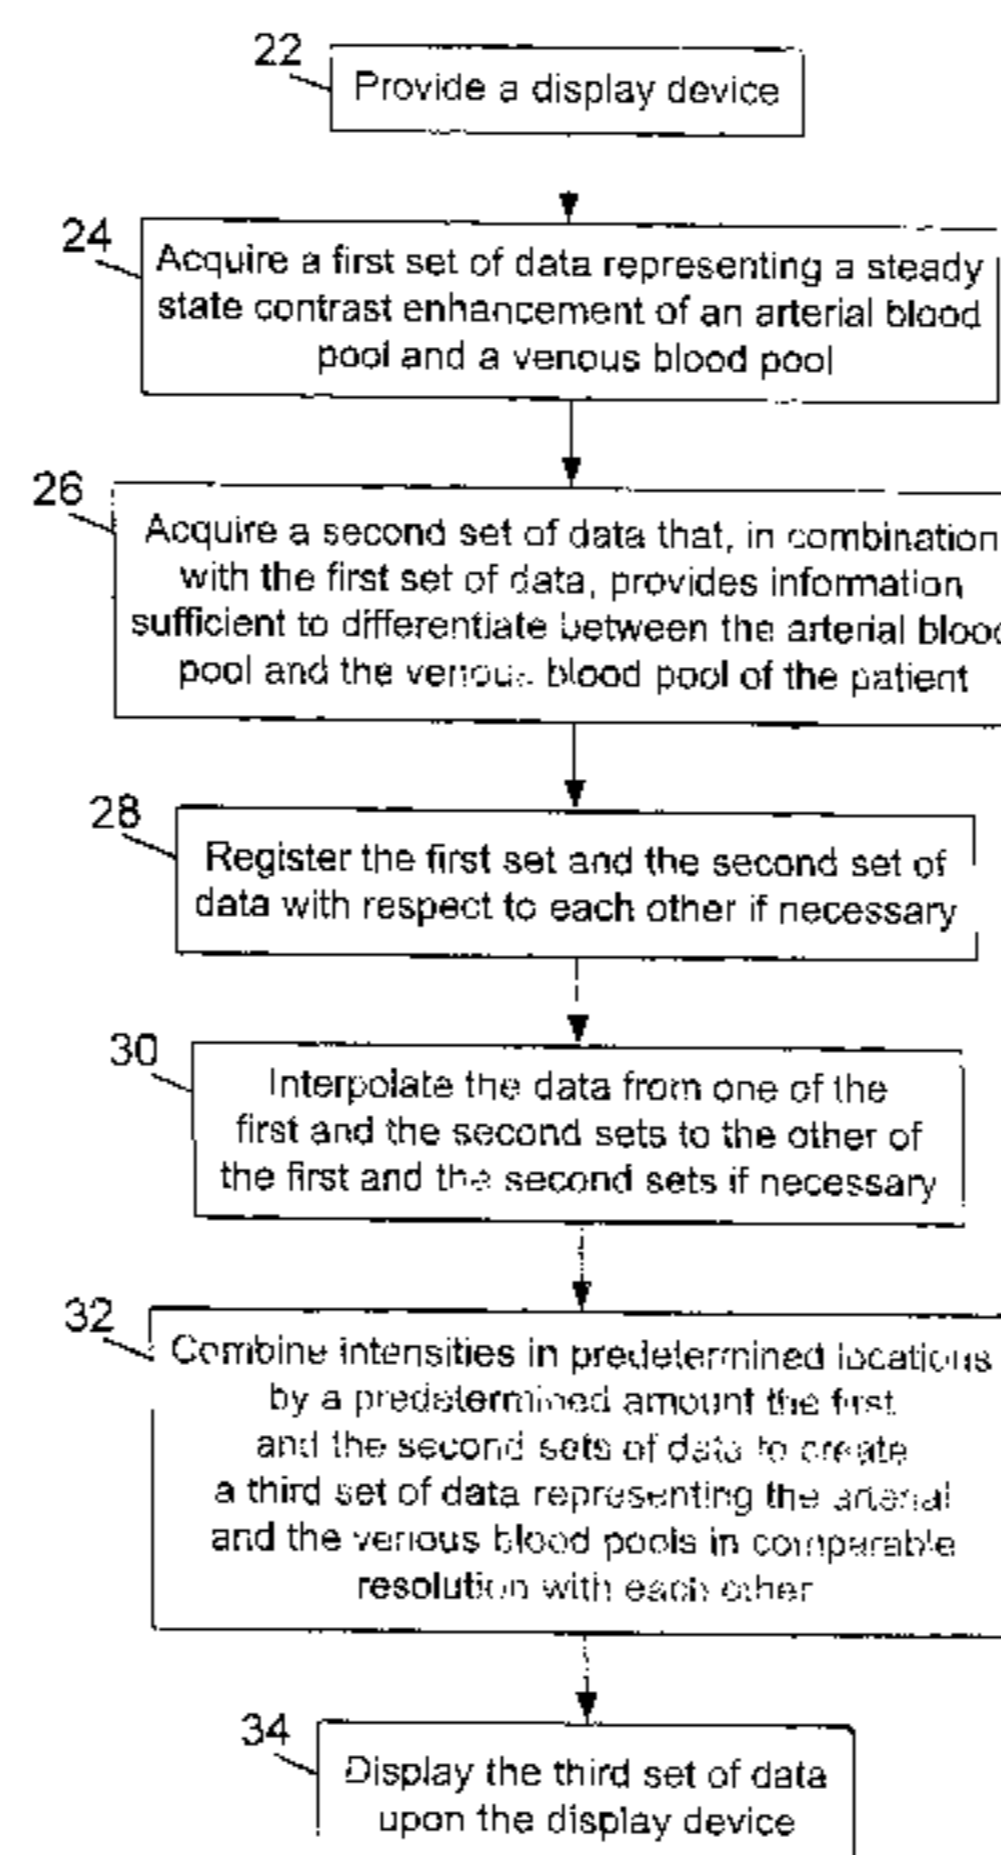 22
Provide a display device
24
Acquire a first set of data representing a steady
state contrast enhancement of an arterial blood
pool and a venous blood pool
26
Acquire a second set of data that, in combination
with the first set of data, provides information
sufficient to differentiate between the arterial blood
pool and the venous blood pool of the patient
28
Register the first set and the second set of
data with respect to each other if necessary
30
Interpolate the data from one of the
first and the second sets to the other of
the first and the second sets if necessary
32
Combine intensities in predetermined locations
by a predetermined amount the first
and the second sets of data to create
a third set of data representing the arterial
and the venous blood pools in comparable
resolution with each other
34
Display the third set of data
upon the display device